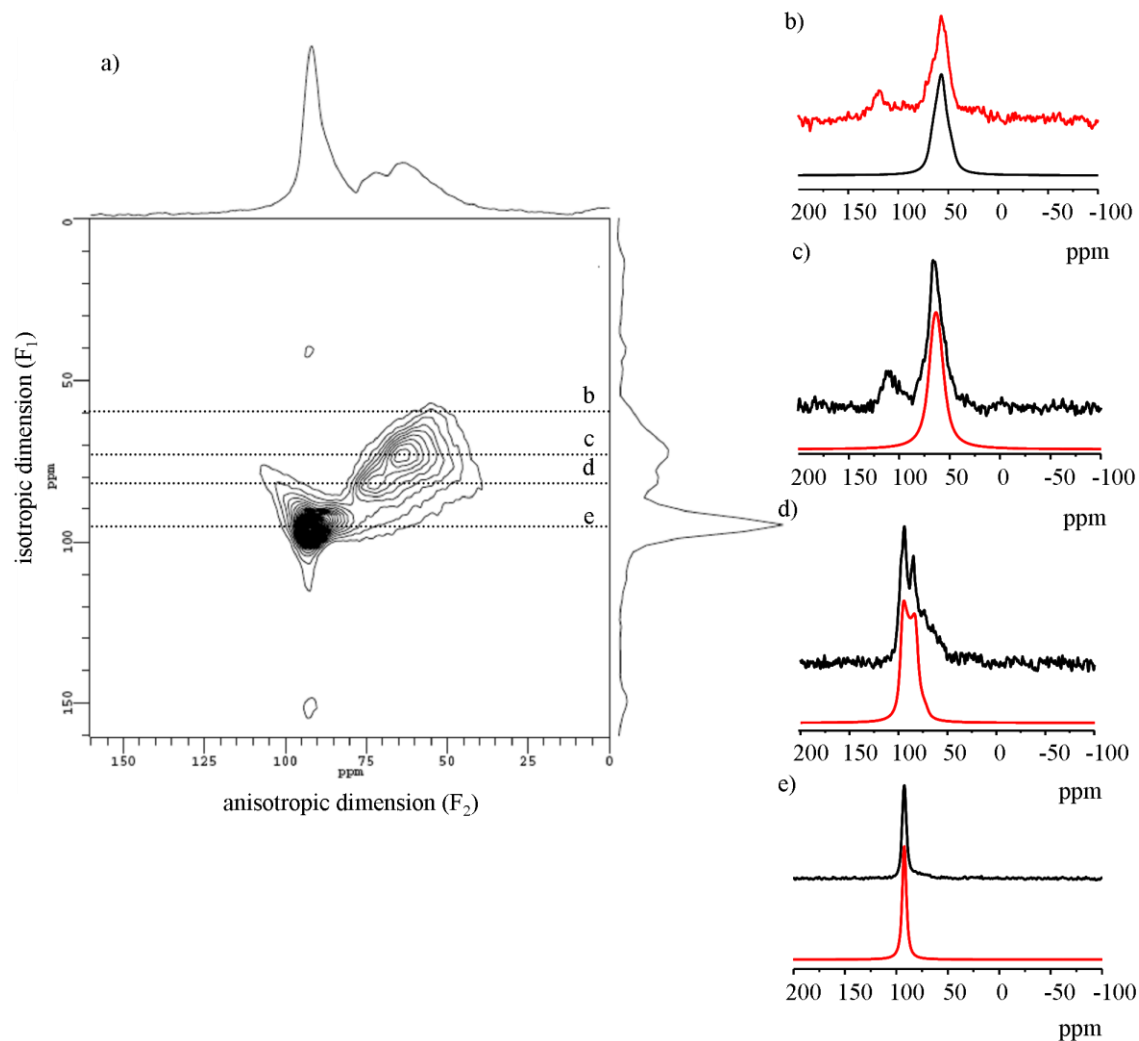 a)
0
50
100
150
ppm
isotropic dimension (F1)
b
c
d
e
150 125 100 75 50 25 0
ppm
anisotropic dimension (F2)
b)
200 150 100 50 0 -50 -100
ppm
c)
200 150 100 50 0 -50 -100
ppm
d)
200 150 100 50 0 -50 -100
ppm
e)
200 150 100 50 0 -50 -100
ppm